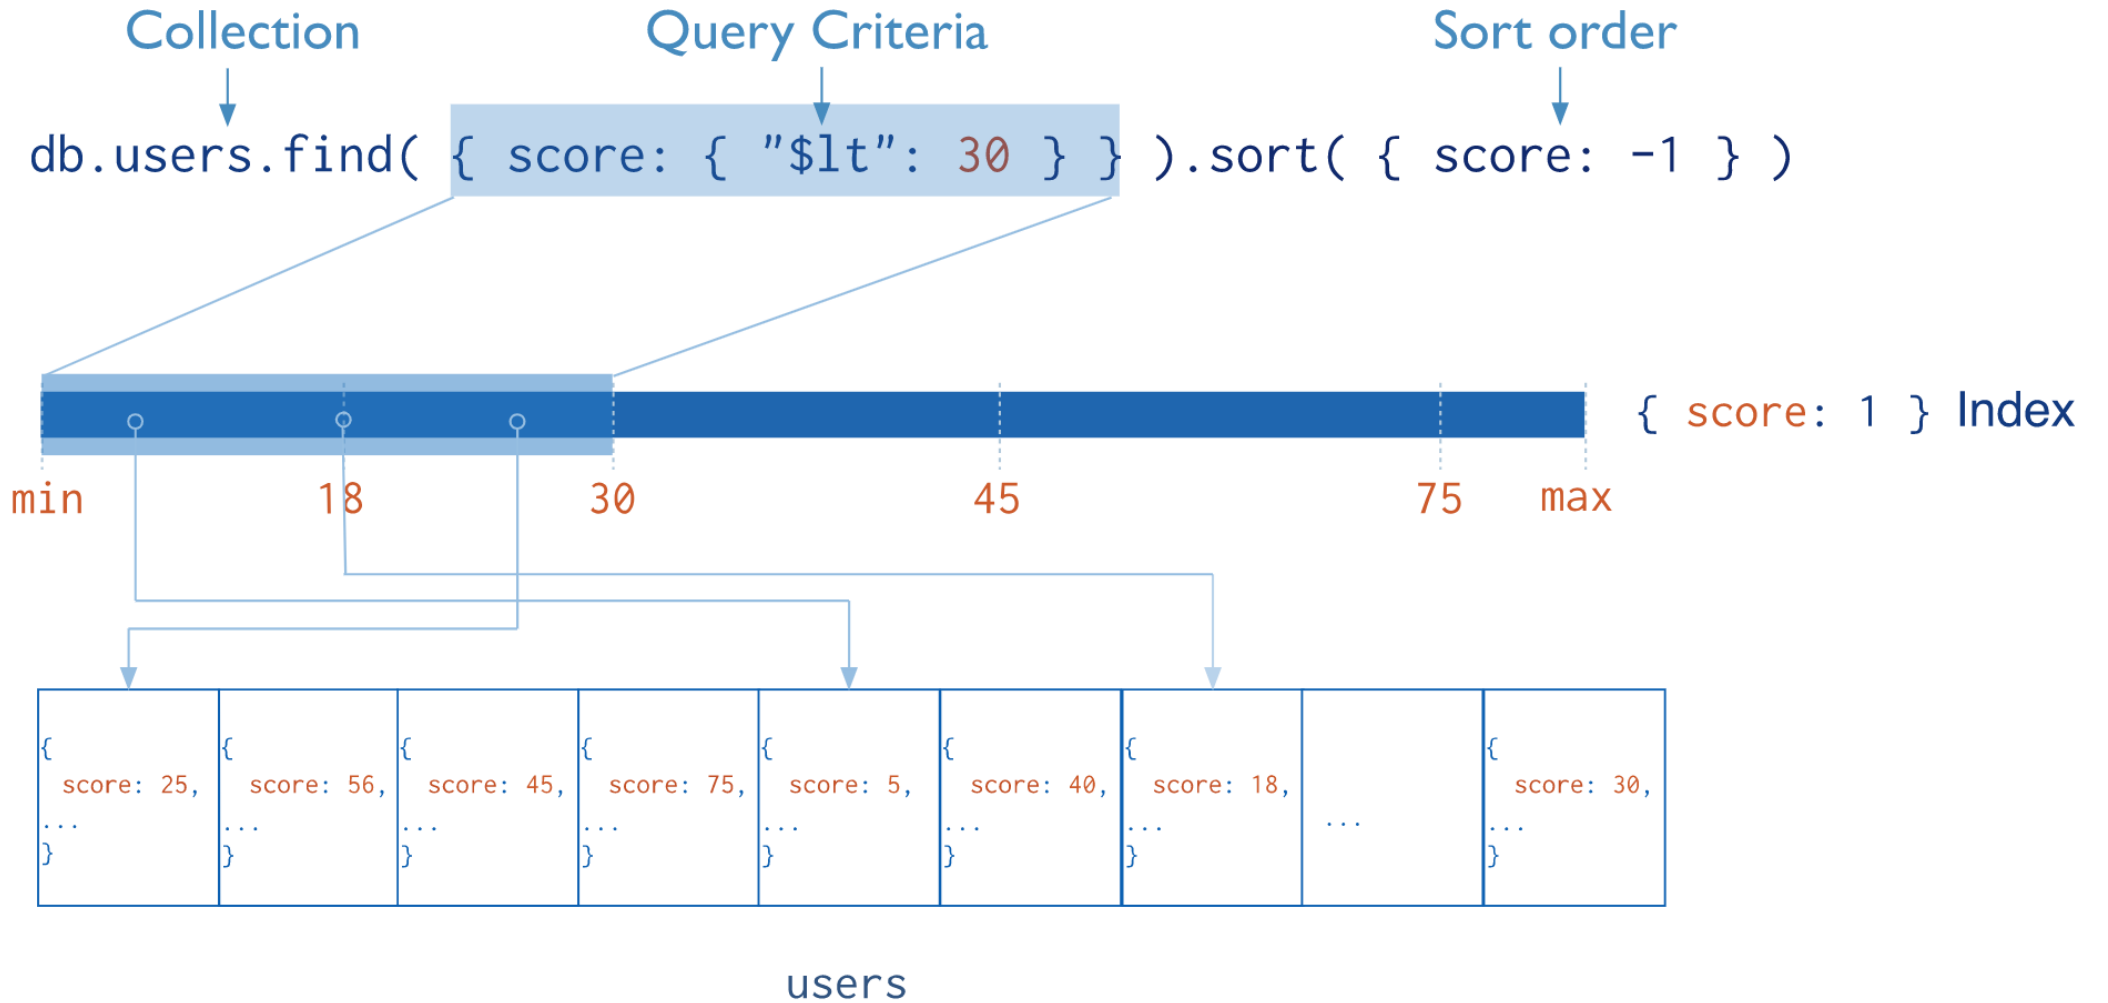 Collection Query Criteria Sort order
db.users.find( { score: { "$lt": 30 } } ).sort( { score: -1 } )
{ score: 1 } Index
min 18 30 45 75 max
{ { { { { { { {
score: 25, score: 56, score: 45, score: 75, score: 5, score: 40, score: 18, score: 30,
... ... ... ... ... ... ... ... ...
} } } } } } } }
users